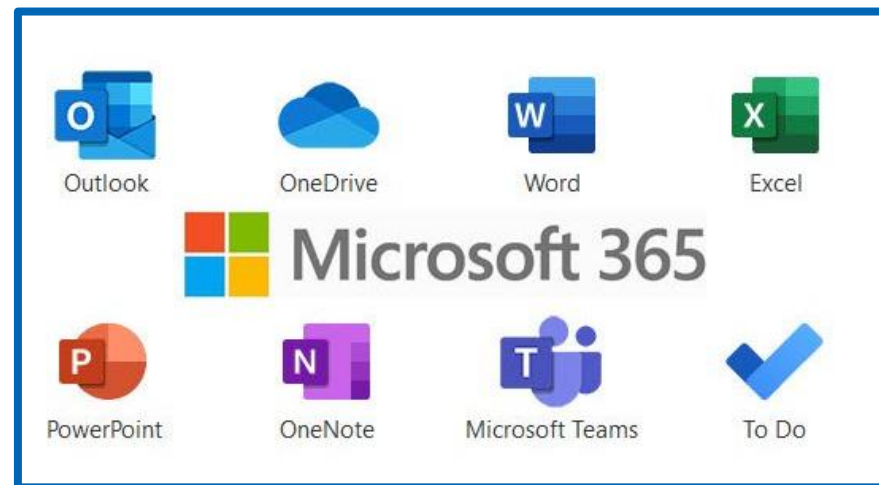 O W X
Outlook OneDrive Word Excel
Microsoft 365
P N T
PowerPoint OneNote Microsoft Teams To Do